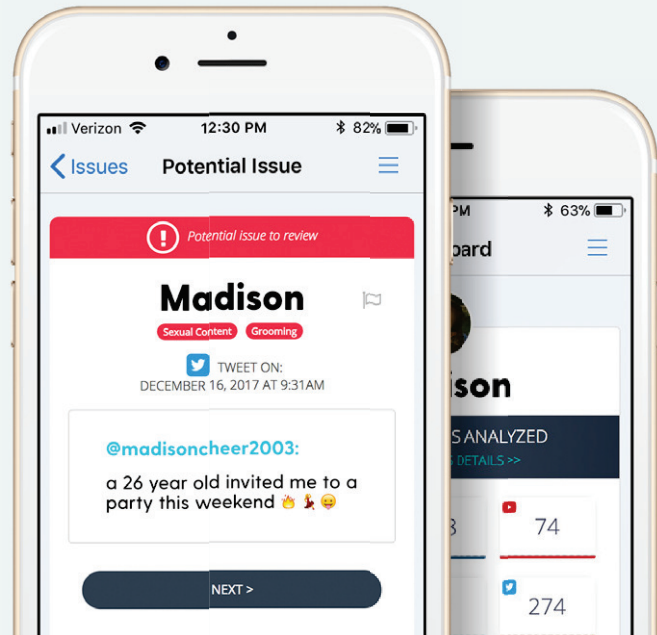 Verizon 12:30 PM 82%
Issues Potential Issue
Potential issue to review
Madison
Sexual Content Grooming
TWEET ON:
DECEMBER 16, 2017 AT 9:31AM
@madisoncheer2003:
a 26 year old invited me to a
party this weekend 🔥 💃 😛
NEXT >
PM 63%
oard
ison
S ANALYZED
DETAILS >>
74
274